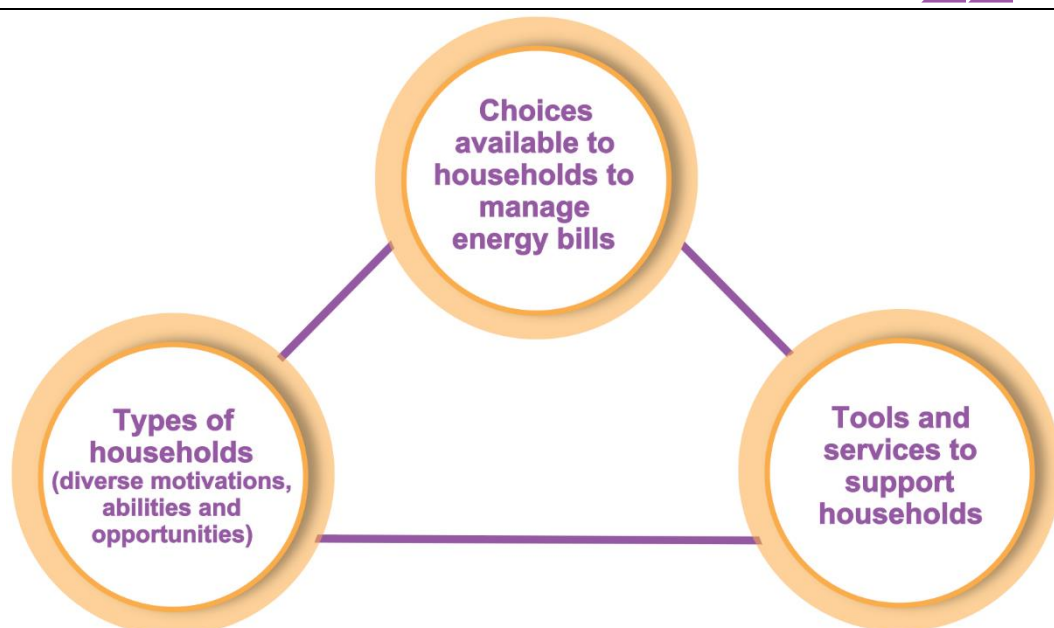 Choices
available to
households to
manage
energy bills
Types of
households
(diverse motivations,
abilities and
opportunities)
Tools and
services to
support
households